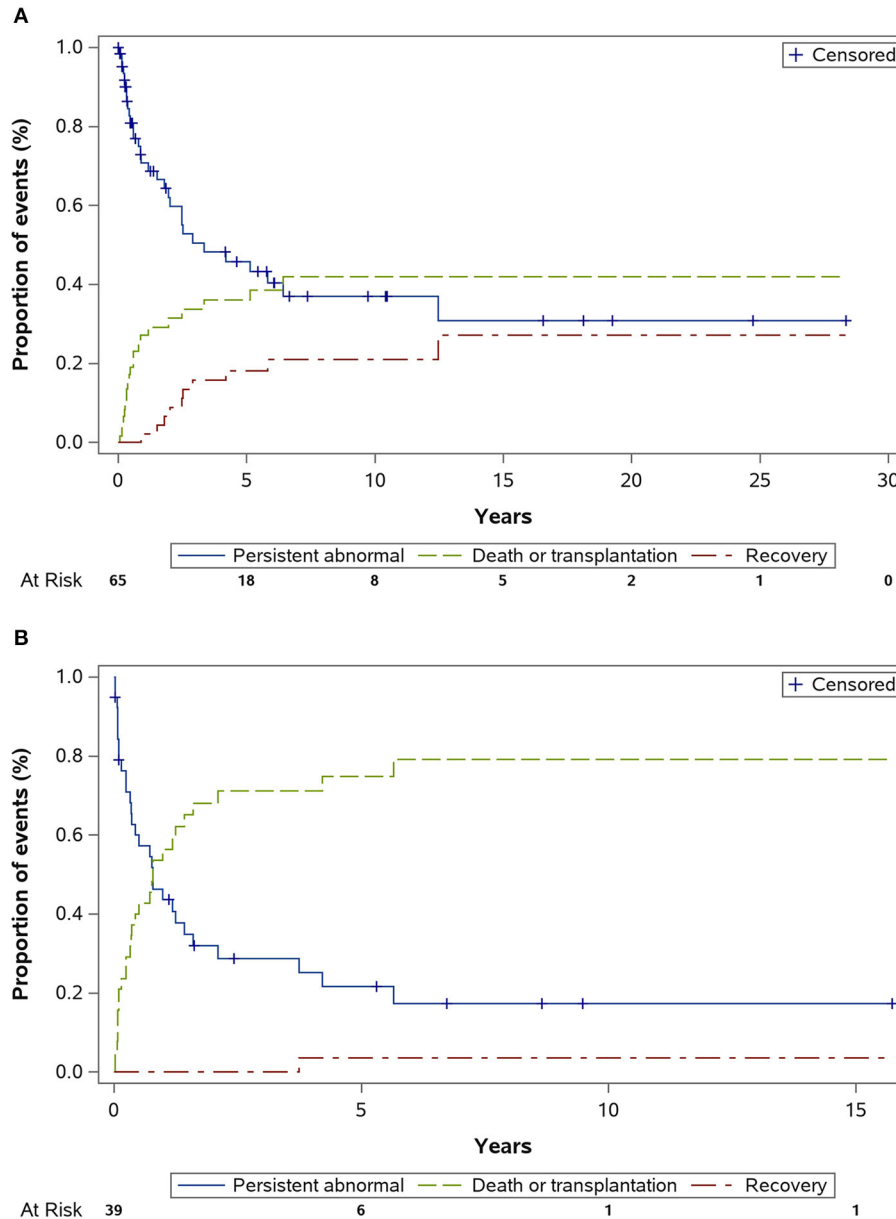 A
1.0
0.8
0.6
0.4
0.2
0.0
Proportion of events (%)
+ Censored
0 5 10 15 20 25 30
Years
Persistent abnormal Death or transplantation Recovery
At Risk 65 18 8 5 2 1 0
B
1.0
0.8
0.6
0.4
0.2
0.0
Proportion of events (%)
+ Censored
0 5 10 15
Years
Persistent abnormal Death or transplantation Recovery
At Risk 39 6 1 1